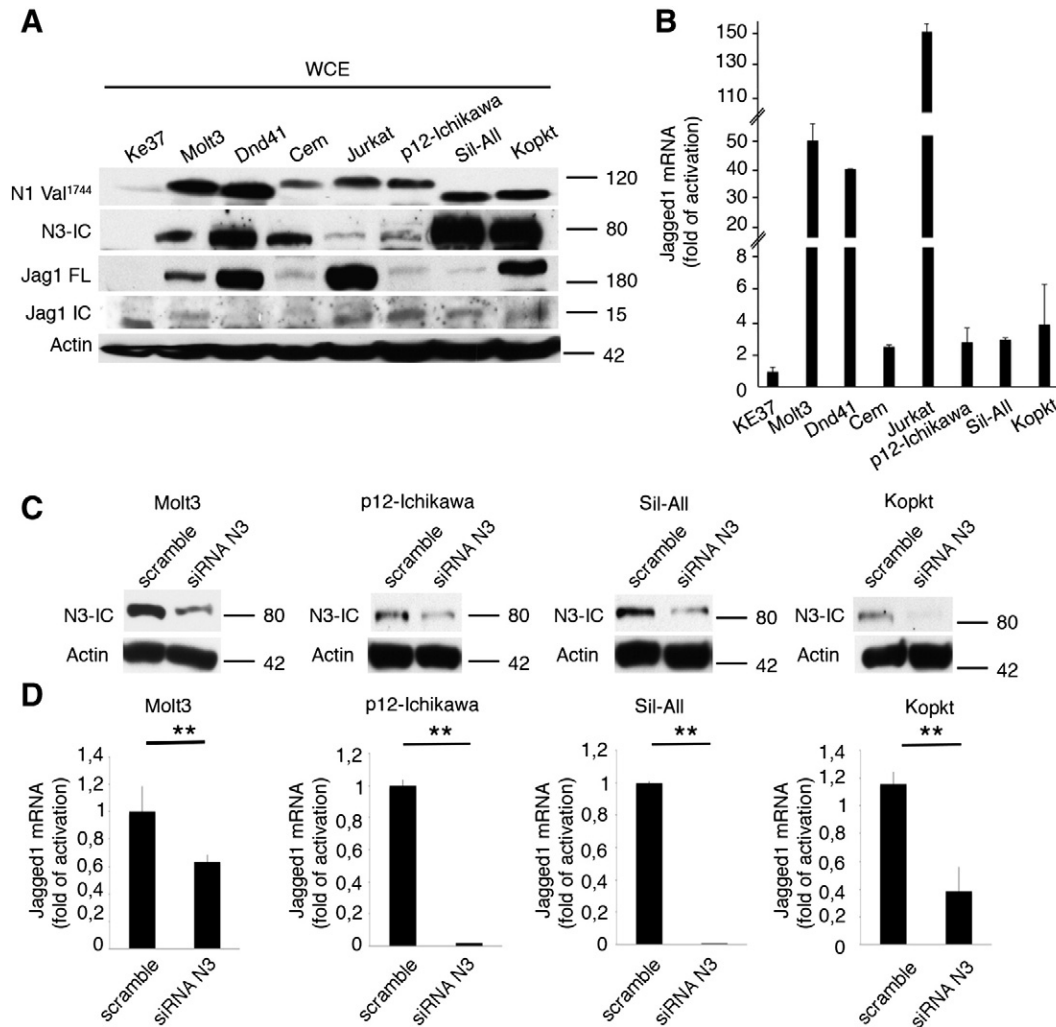 A
WCE
Ke37 Molt3 Dnd41 Cem Jurkat p12-Ichikawa Sil-All Kopkt
N1 Val1744 120
N3-IC 80
Jag1 FL 180
Jag1 IC 15
Actin 42
B
Jagged1 mRNA
(fold of activation)
150
130
110
50
40
30
20
8
6
4
2
0
KE37 Molt3 Dnd41 Cem Jurkat p12-Ichikawa Sil-All Kopkt
C
Molt3
scramble siRNA N3
N3-IC 80
Actin 42
p12-Ichikawa
scramble siRNA N3
N3-IC 80
Actin 42
Sil-All
scramble siRNA N3
N3-IC 80
Actin 42
Kopkt
scramble siRNA N3
N3-IC 80
Actin 42
D
Molt3
**
Jagged1 mRNA
(fold of activation)
1,4
1,2
1
0,8
0,6
0,4
0,2
0
scramble siRNA N3
p12-Ichikawa
**
Jagged1 mRNA
(fold of activation)
1,2
1
0,8
0,6
0,4
0,2
0
scramble siRNA N3
Sil-All
**
Jagged1 mRNA
(fold of activation)
1,2
1
0,8
0,6
0,4
0,2
0
scramble siRNA N3
Kopkt
**
Jagged1 mRNA
(fold of activation)
1,4
1,2
1
0,8
0,6
0,4
0,2
0
scramble siRNA N3